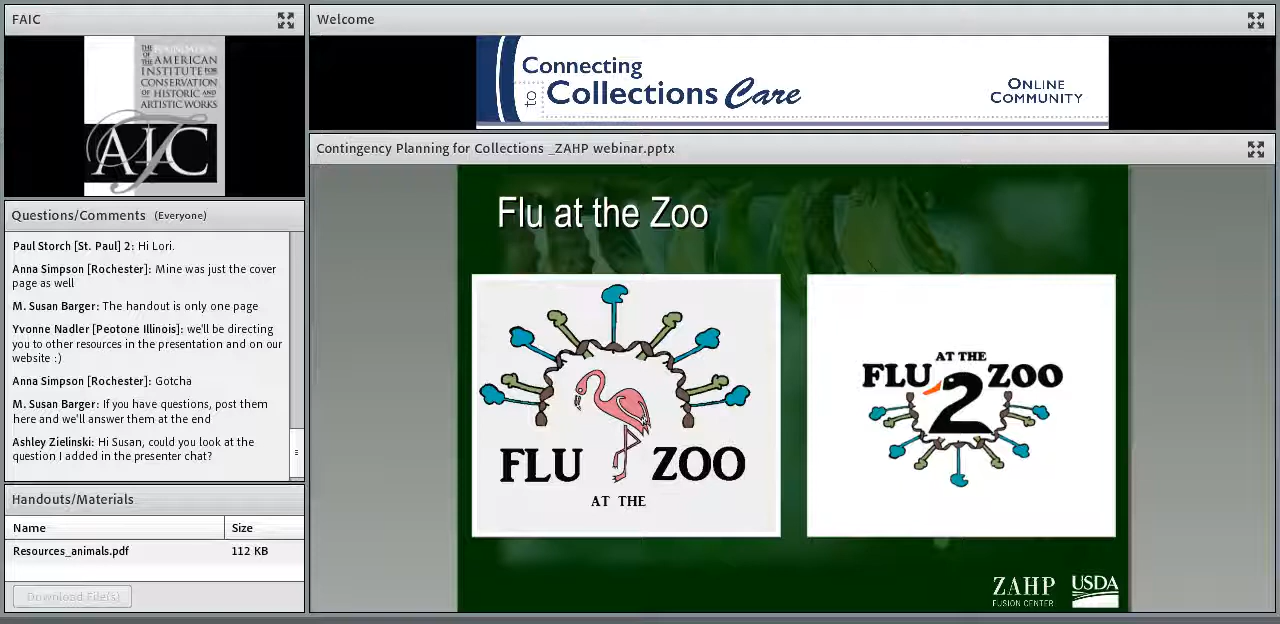 FAIC
THE FOUNDATION
OF THE AMERICAN
INSTITUTE FOR
CONSERVATION
OF HISTORIC AND
ARTISTIC WORKS
AIC
Questions/Comments (Everyone)
Paul Storch [St. Paul] 2: Hi Lori.
Anna Simpson [Rochester]: Mine was just the cover
page as well
M. Susan Barger: The handout is only one page
Yvonne Nadler [Peotone Illinois]: we'll be directing
you to other resources in the presentation and on our
website :)
Anna Simpson [Rochester]: Gotcha
M. Susan Barger: If you have questions, post them
here and we'll answer them at the end
Ashley Zielinski: Hi Susan, could you look at the
question I added in the presenter chat?
Handouts/Materials
Name Size
Resources_animals.pdf 112 KB
Download File(s)
Welcome
Connecting
to Collections Care
ONLINE
COMMUNITY
Contingency Planning for Collections _ZAHP webinar.pptx
Flu at the Zoo
FLU ZOO
AT THE
AT THE
FLU 2 ZOO
ZAHP
FUSION CENTER
USDA